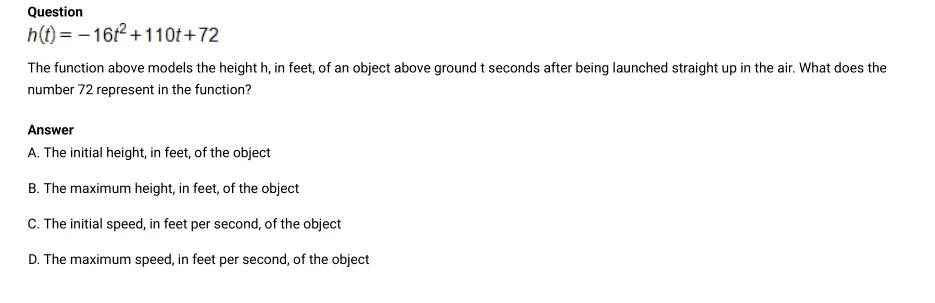 Question
h(t) = −16t² + 110t + 72
The function above models the height h, in feet, of an object above ground t seconds after being launched straight up in the air. What does the
number 72 represent in the function?
Answer
A. The initial height, in feet, of the object
B. The maximum height, in feet, of the object
C. The initial speed, in feet per second, of the object
D. The maximum speed, in feet per second, of the object